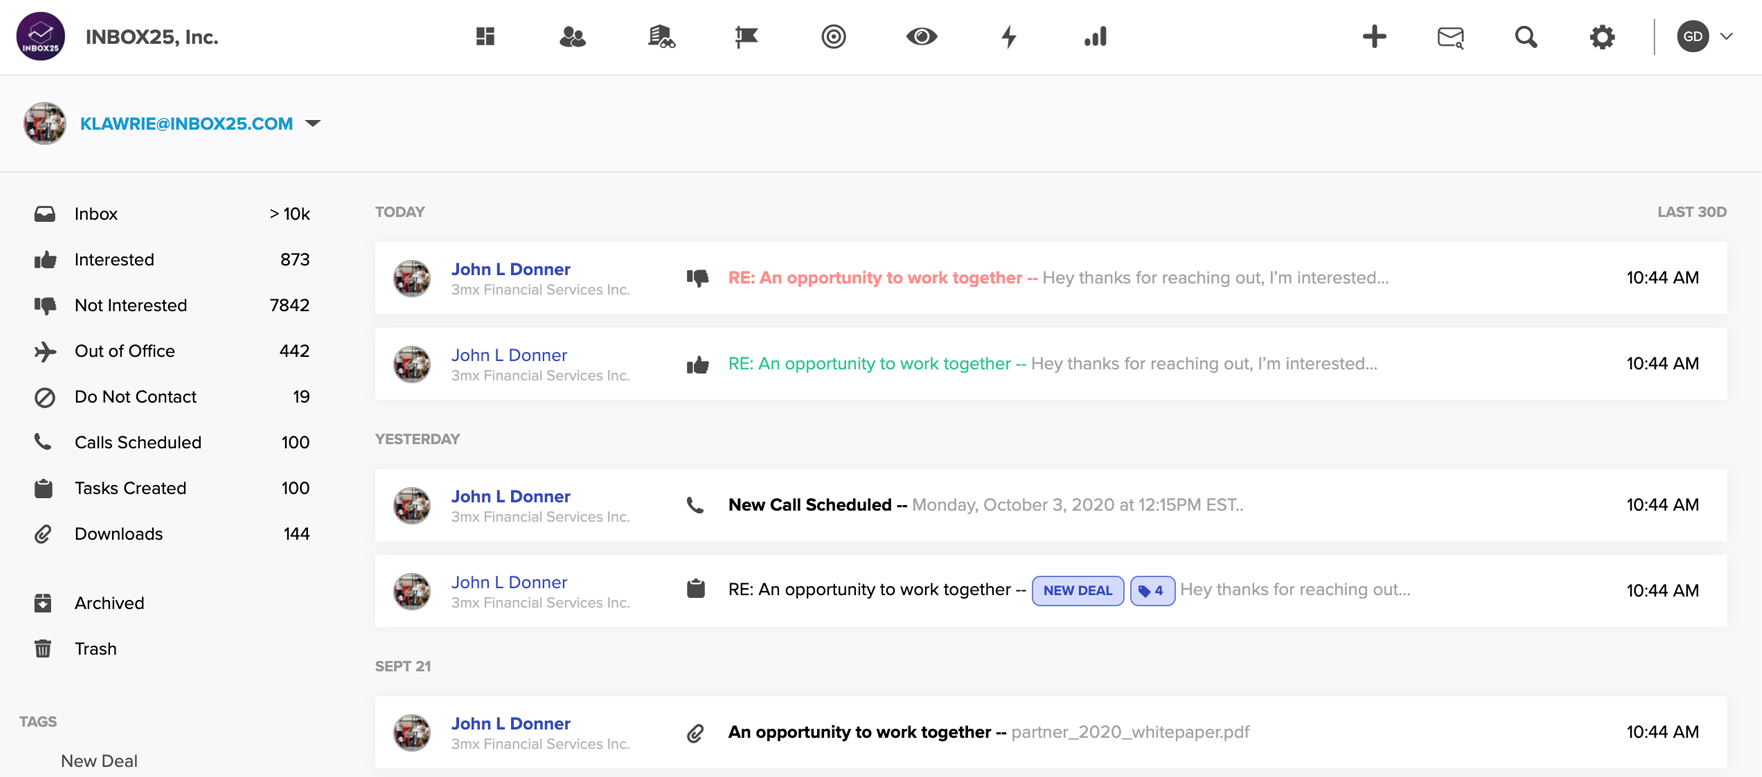 INBOX25
INBOX25, Inc.
GD
KLAWRIE@INBOX25.COM
Inbox > 10k
Interested 873
Not Interested 7842
Out of Office 442
Do Not Contact 19
Calls Scheduled 100
Tasks Created 100
Downloads 144
Archived
Trash
TAGS
New Deal
TODAY LAST 30D
John L Donner
3mx Financial Services Inc.
RE: An opportunity to work together -- Hey thanks for reaching out, I’m interested... 10:44 AM
John L Donner
3mx Financial Services Inc.
RE: An opportunity to work together -- Hey thanks for reaching out, I’m interested... 10:44 AM
YESTERDAY
John L Donner
3mx Financial Services Inc.
New Call Scheduled -- Monday, October 3, 2020 at 12:15PM EST.. 10:44 AM
John L Donner
3mx Financial Services Inc.
RE: An opportunity to work together -- NEW DEAL 4 Hey thanks for reaching out... 10:44 AM
SEPT 21
John L Donner
3mx Financial Services Inc.
An opportunity to work together -- partner_2020_whitepaper.pdf 10:44 AM